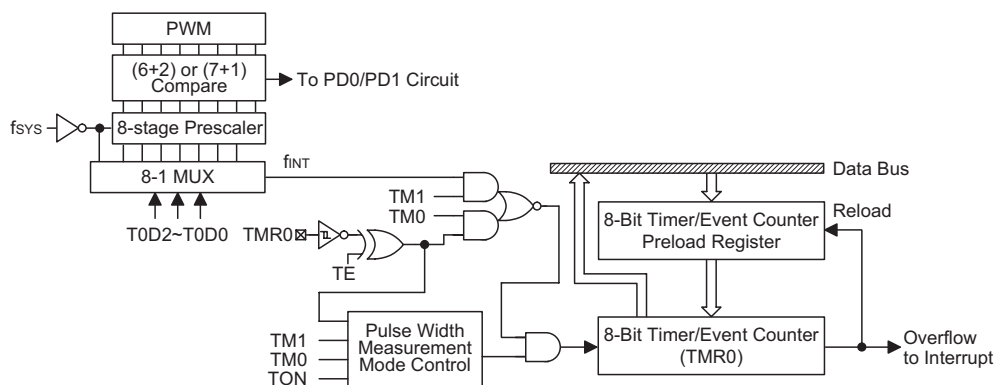 PWM
(6+2) or (7+1)
Compare
To PD0/PD1 Circuit
fSYS
8-stage Prescaler
8-1 MUX
fINT
T0D2~T0D0
TM1
TM0
TMR0
TE
TM1
TM0
TON
Pulse Width
Measurement
Mode Control
Data Bus
8-Bit Timer/Event Counter
Preload Register
Reload
8-Bit Timer/Event Counter
(TMR0)
Overflow
to Interrupt